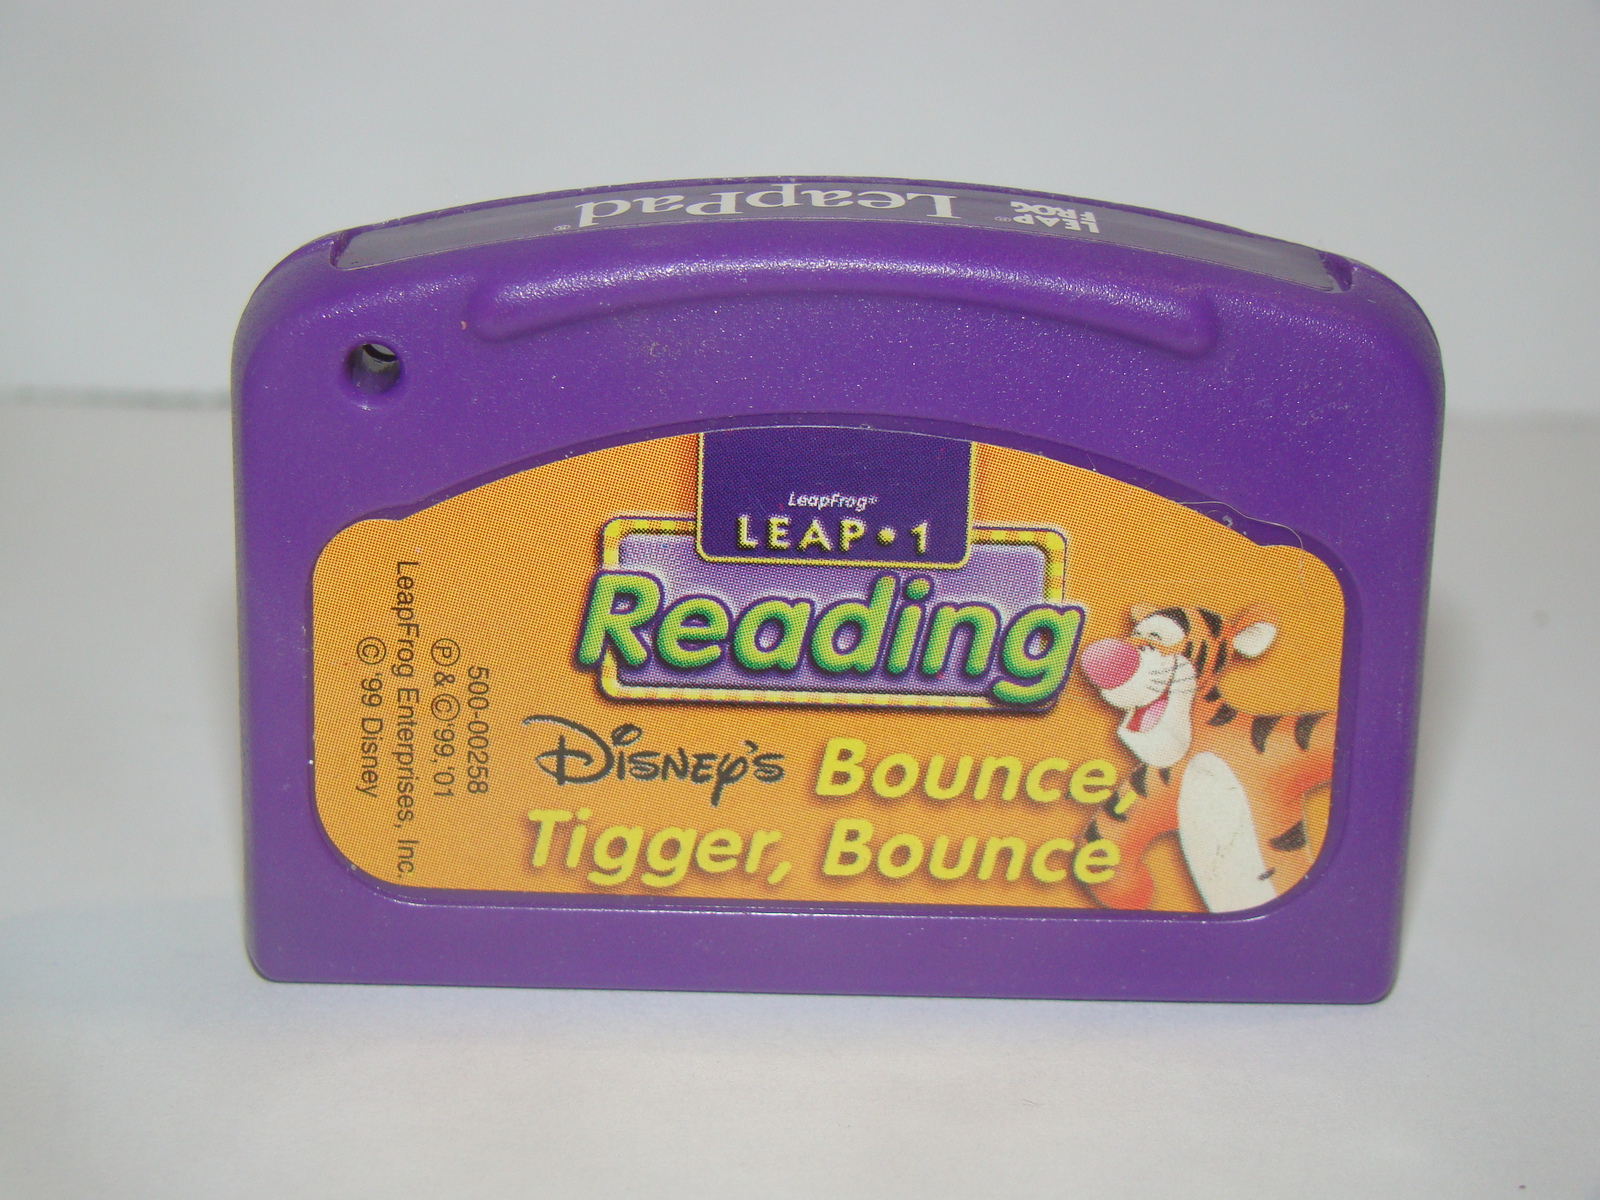 LeapPad®
LEAP FROG®
LeapFrog®
LEAP•1
Reading
Disney's Bounce,
Tigger, Bounce
500-00258
Ⓟ&©'99,'01
LeapFrog Enterprises, Inc.
© '99 Disney